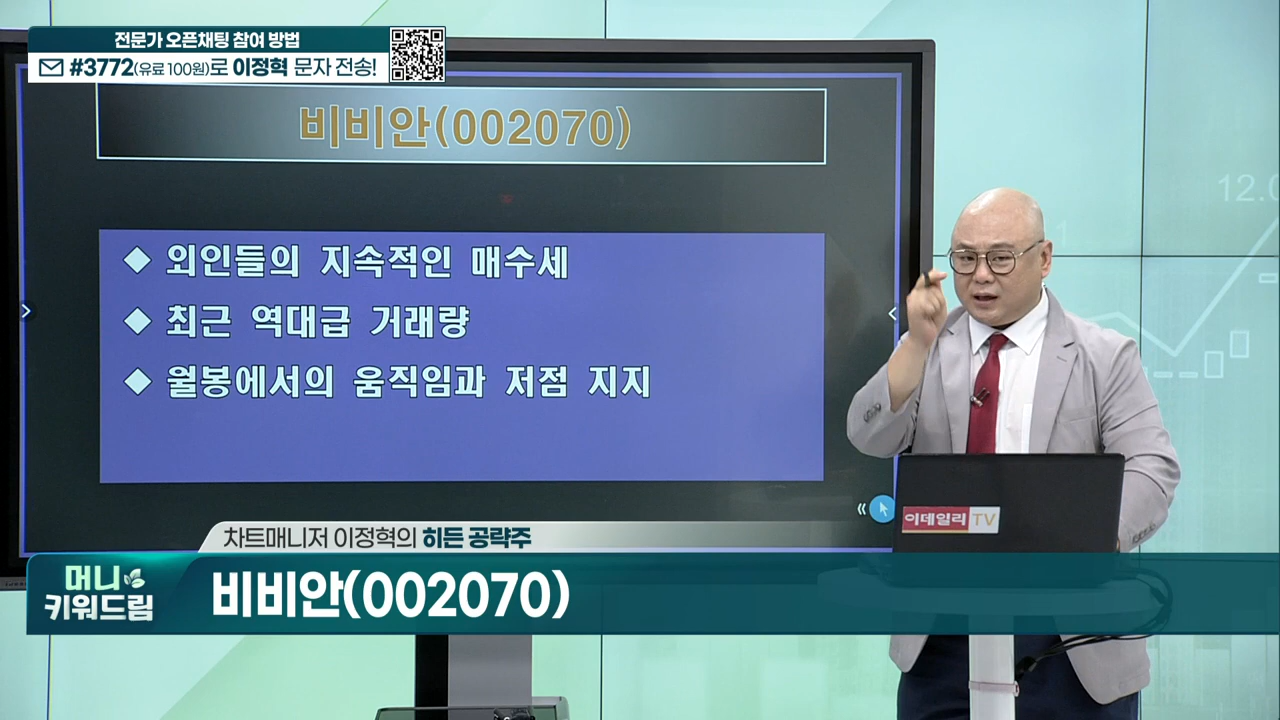 전문가 오픈채팅 참여 방법
#3772(유료 100원)로 이정혁 문자 전송!
비비안(002070)
◆ 외인들의 지속적인 매수세
◆ 최근 역대급 거래량
◆ 월봉에서의 움직임과 저점 지지
12.0
1
이데일리 TV
차트매니저 이정혁의 히든 공략주
머니
키워드림
비비안(002070)